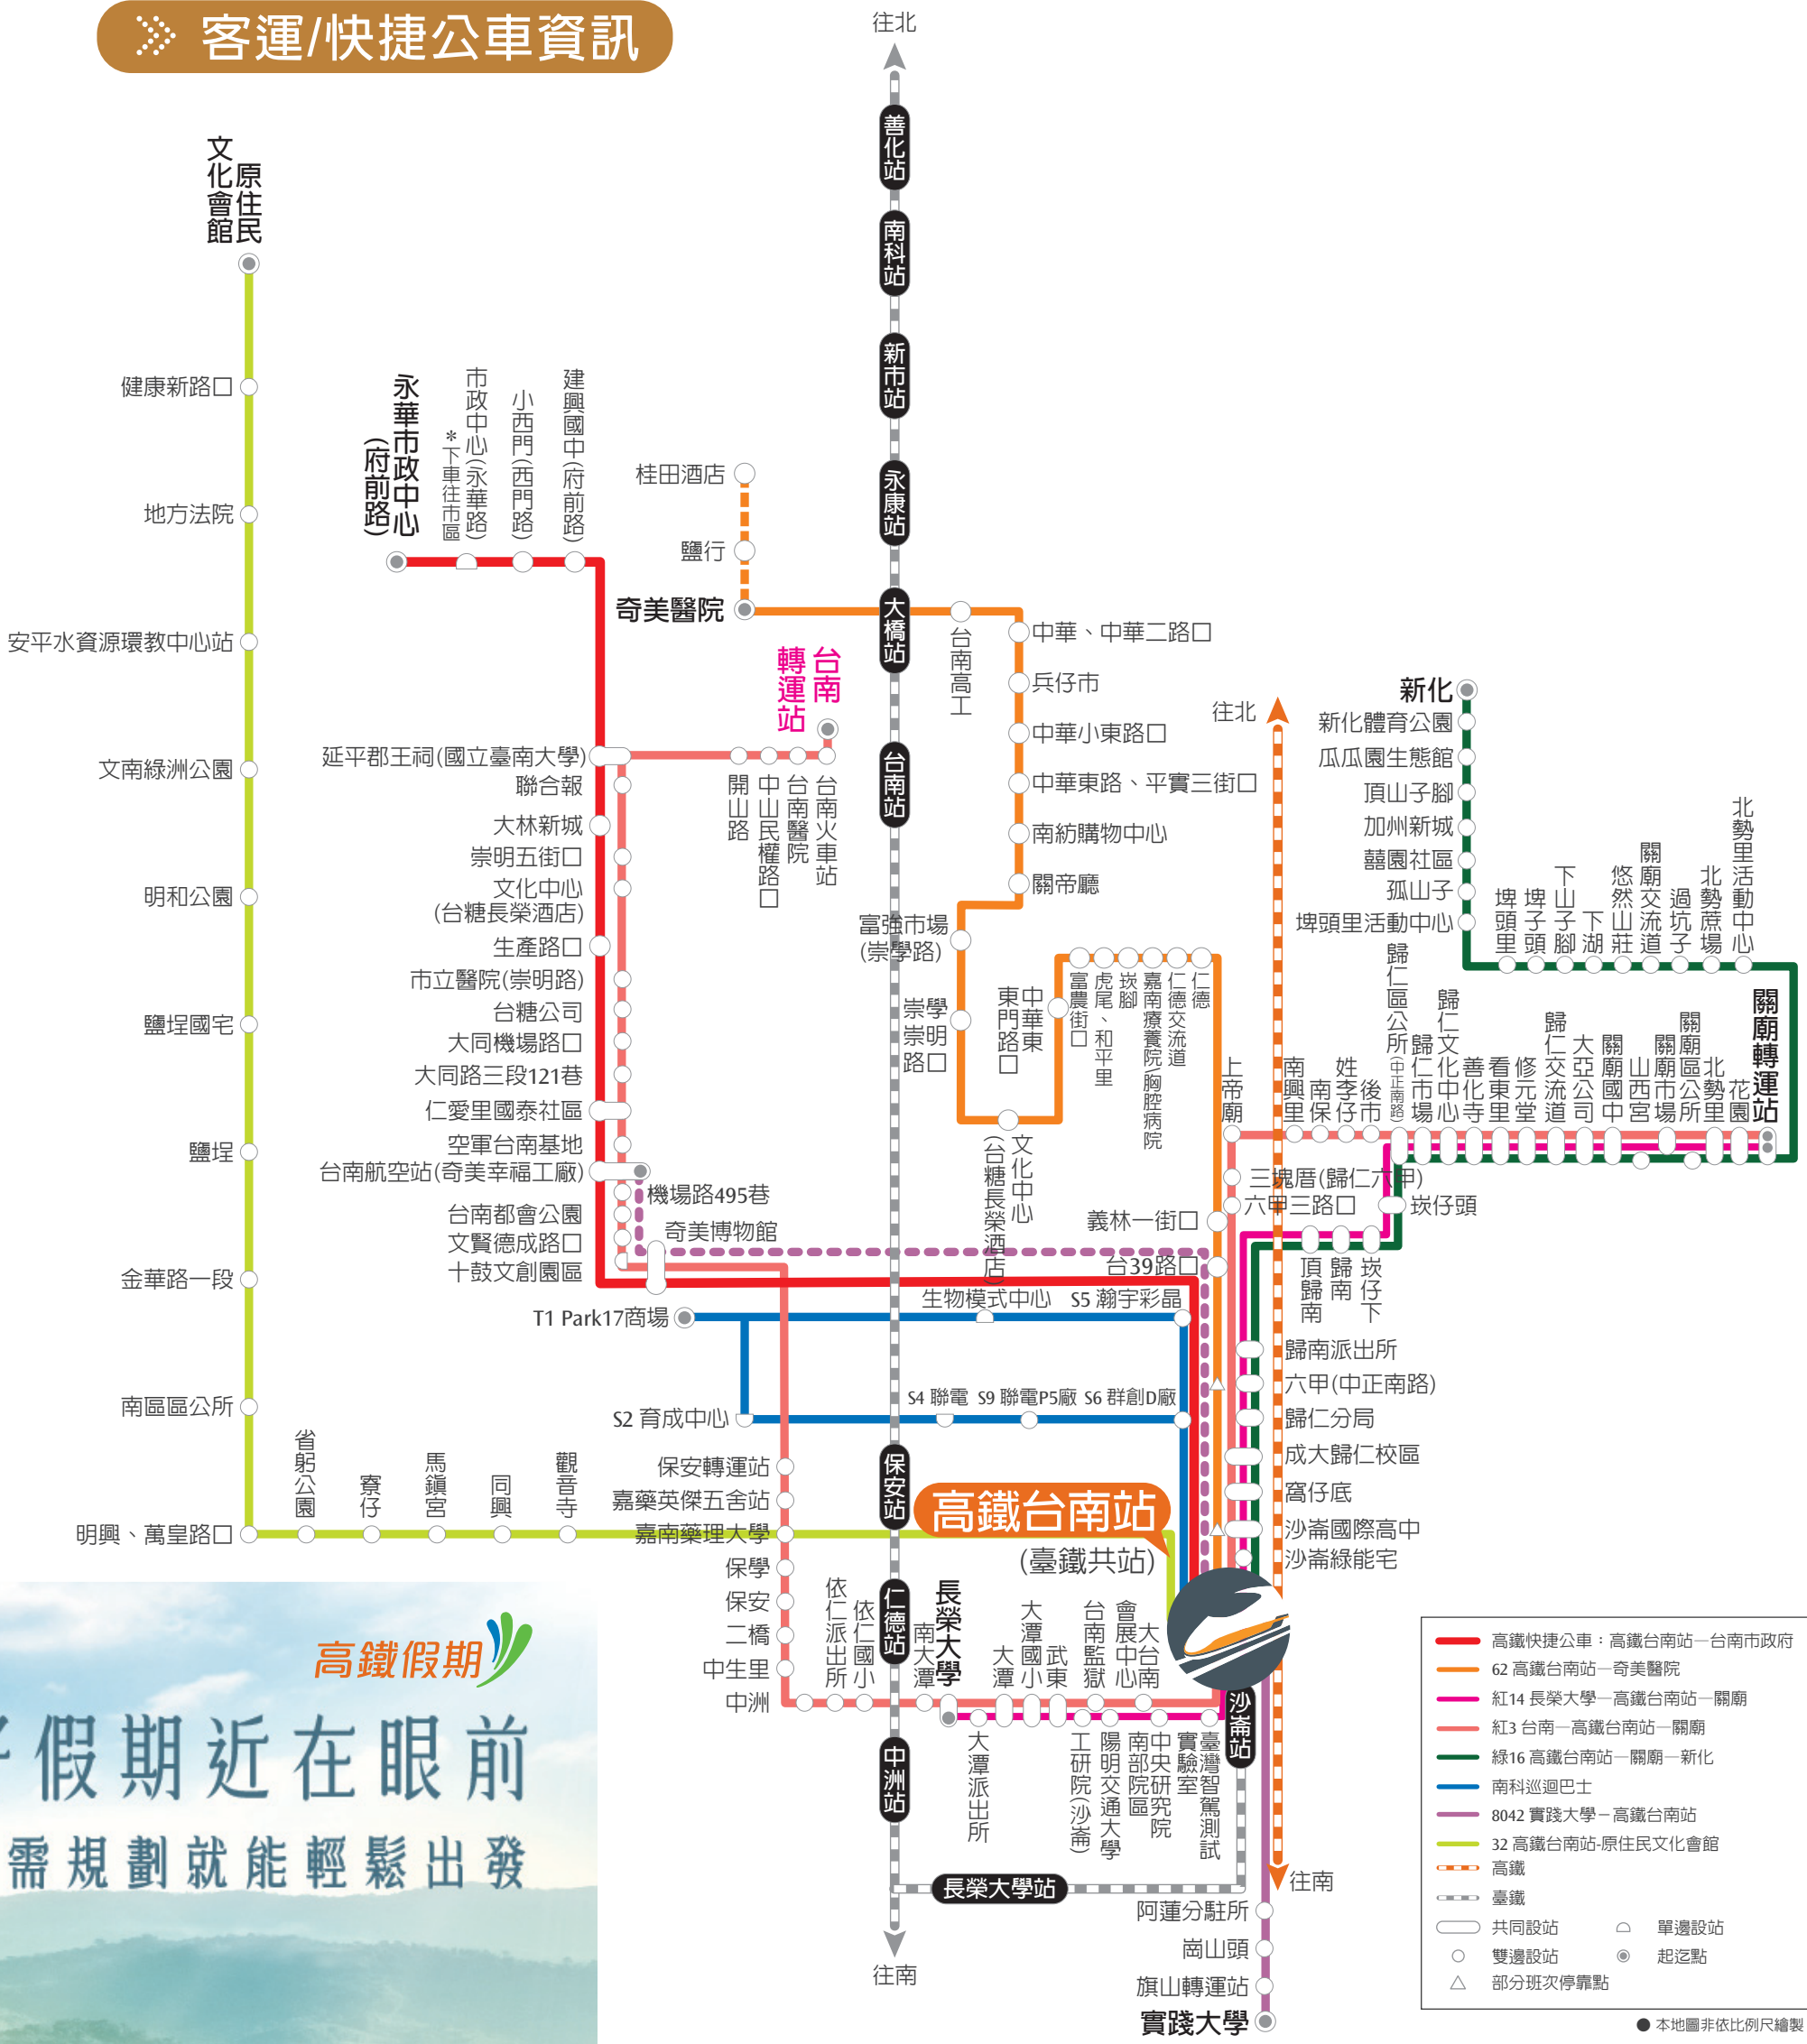 客運/快捷公車資訊
往北
善化站
南科站
新市站
永康站
大橋站
台南站
保安站
仁德站
中洲站
長榮大學站
沙崙站
往南
原住民
文化會館
健康新路口
地方法院
安平水資源環教中心站
文南綠洲公園
明和公園
鹽埕國宅
鹽埕
金華路一段
南區區公所
明興、萬皇路口
省躬公園
寮仔
馬鎮宮
同興
觀音寺
永華市政中心
(府前路)
市政中心(永華路)
*下車往市區
小西門(西門路)
建興國中(府前路)
桂田酒店
鹽行
奇美醫院
台南高工
中華、中華二路口
兵仔市
中華小東路口
中華東路、平實三街口
南紡購物中心
關帝廳
富強市場
(崇學路)
崇學
崇明
路口
文化中心
(台糖長榮酒店)
中華東
東門路口
富農街口
虎尾、和平里
崁腳
嘉南療養院/胸腔病院
仁德交流道
仁德
義林一街口
台39路口
台南
轉運站
台南火車站
台南醫院
中山民權路口
開山路
延平郡王祠(國立臺南大學)
聯合報
大林新城
崇明五街口
文化中心
(台糖長榮酒店)
生產路口
市立醫院(崇明路)
台糖公司
大同機場路口
大同路三段121巷
仁愛里國泰社區
空軍台南基地
台南航空站(奇美幸福工廠)
機場路495巷
台南都會公園
文賢德成路口
奇美博物館
十鼓文創園區
T1 Park17商場
生物模式中心
S5 瀚宇彩晶
S2 育成中心
S4 聯電
S9 聯電P5廠
S6 群創D廠
保安轉運站
嘉藥英傑五舍站
嘉南藥理大學
保學
保安
二橋
中生里
中洲
依仁派出所
依仁國小
南大潭
長榮大學
大潭派出所
大潭
大潭國小
武東
台南監獄
工研院(沙崙)
陽明交通大學
大台南
會展中心
中央研究院
南部院區
臺灣智駕測試
實驗室
高鐵台南站
(臺鐵共站)
往北
往南
新化
新化體育公園
瓜瓜園生態館
頂山子腳
加州新城
囍園社區
孤山子
埤頭里活動中心
埤頭里
埤子頭
下山子腳
下湖
悠然山莊
關廟交流道
過坑子
北勢蔗場
北勢里活動中心
關廟轉運站
花園
北勢里
關廟區公所
關廟市場
山西宮
關廟國中
大亞公司
歸仁交流道
修元堂
看東里
善化寺
歸仁文化中心
歸仁市場
歸仁區公所(中正南路)
後市
姓李仔
南保
南興里
上帝廟
三塊厝(歸仁六甲)
六甲三路口
崁仔頭
崁仔下
歸南
頂歸南
歸南派出所
六甲(中正南路)
歸仁分局
成大歸仁校區
窩仔底
沙崙國際高中
沙崙綠能宅
阿蓮分駐所
崗山頭
旗山轉運站
實踐大學
高鐵假期
假期近在眼前
需規劃就能輕鬆出發
高鐵快捷公車：高鐵台南站—台南市政府
62 高鐵台南站—奇美醫院
紅14 長榮大學—高鐵台南站—關廟
紅3 台南—高鐵台南站—關廟
綠16 高鐵台南站—關廟—新化
南科巡迴巴士
8042 實踐大學－高鐵台南站
32 高鐵台南站-原住民文化會館
高鐵
臺鐵
共同設站
單邊設站
雙邊設站
起迄點
部分班次停靠點
●本地圖非依比例尺繪製